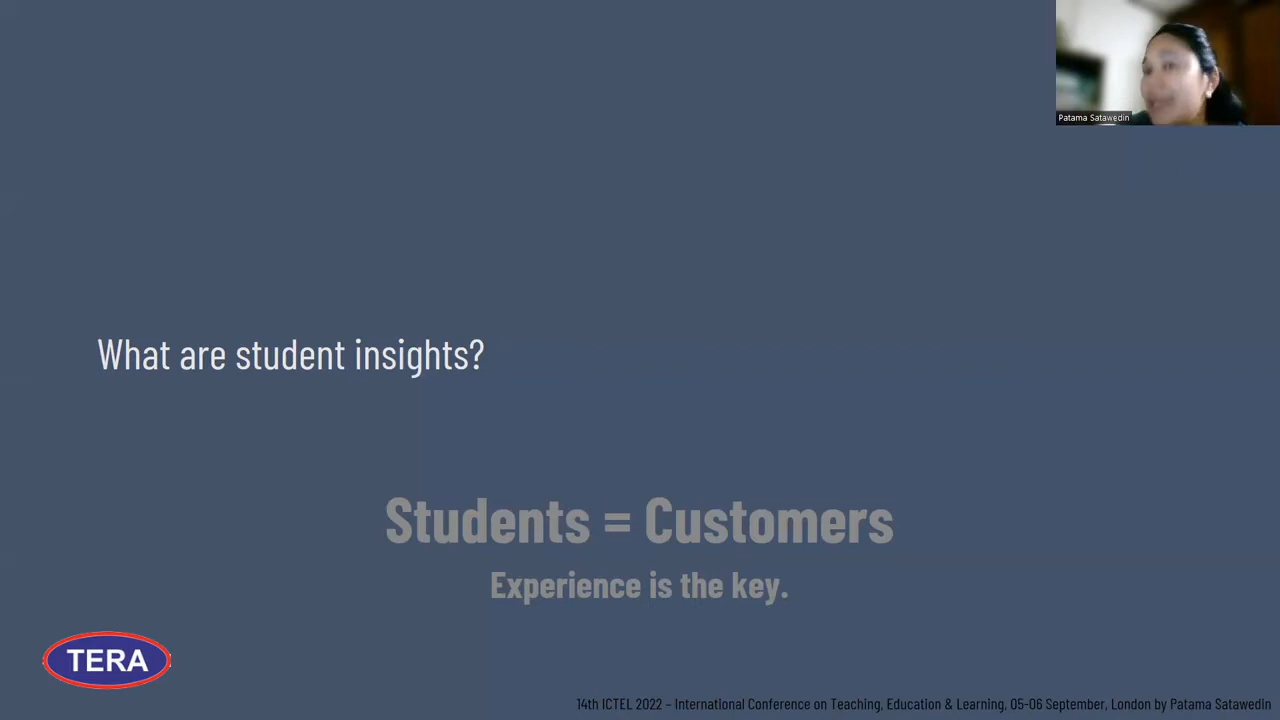 Patama Satawedin
What are student insights?
Students = Customers
Experience is the key.
TERA
14th ICTEL 2022 – International Conference on Teaching, Education & Learning, 05-06 September, London by Patama Satawedin